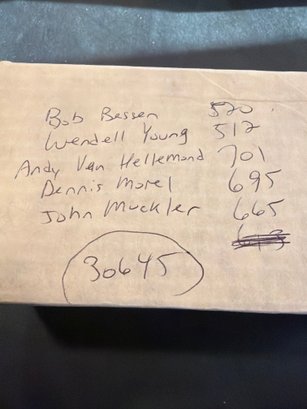 Bob Bassen 520
Wendell Young 512
Andy Van Hellemond 701
Dennis Morel 695
John Muckler 665
30645